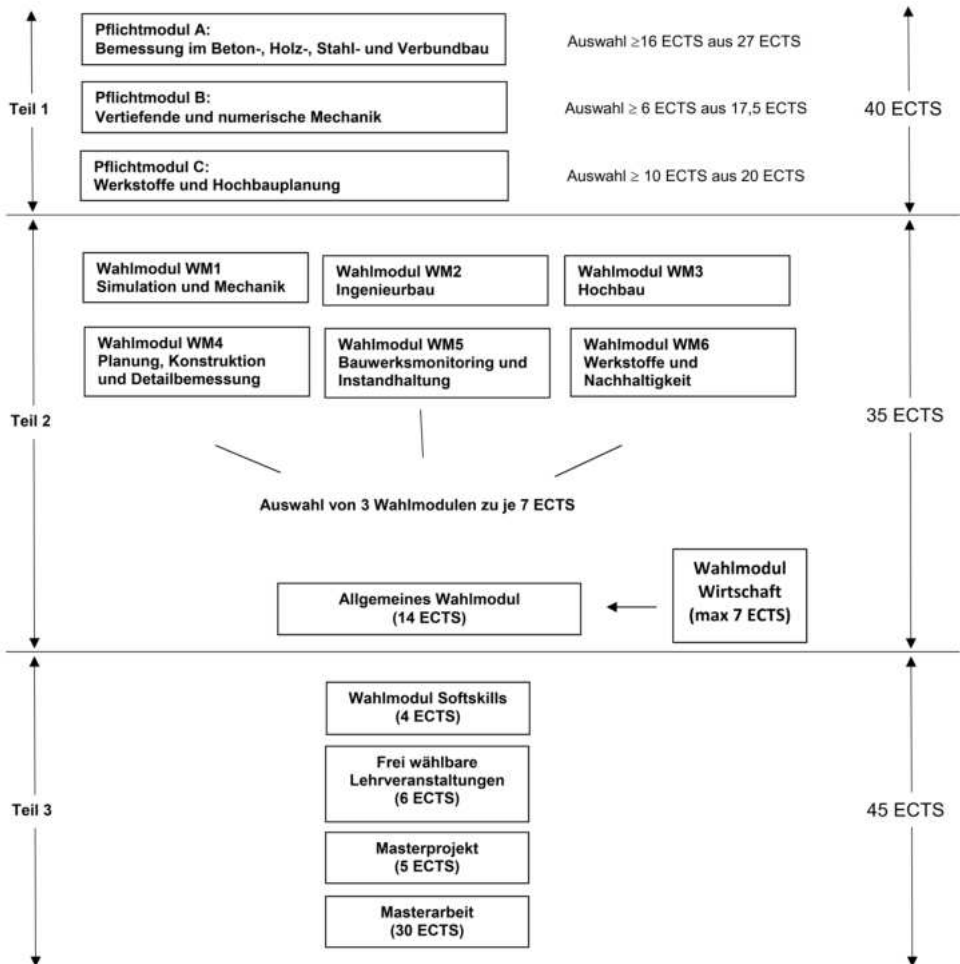 Pflichtmodul A:
Bemessung im Beton-, Holz-, Stahl- und Verbundbau
Auswahl ≥16 ECTS aus 27 ECTS
Teil 1
Pflichtmodul B:
Vertiefende und numerische Mechanik
Auswahl ≥ 6 ECTS aus 17,5 ECTS
40 ECTS
Pflichtmodul C:
Werkstoffe und Hochbauplanung
Auswahl ≥ 10 ECTS aus 20 ECTS
Wahlmodul WM1
Simulation und Mechanik
Wahlmodul WM2
Ingenieurbau
Wahlmodul WM3
Hochbau
Wahlmodul WM4
Planung, Konstruktion
und Detailbemessung
Wahlmodul WM5
Bauwerksmonitoring und
Instandhaltung
Wahlmodul WM6
Werkstoffe und
Nachhaltigkeit
Teil 2
35 ECTS
Auswahl von 3 Wahlmodulen zu je 7 ECTS
Allgemeines Wahlmodul
(14 ECTS)
Wahlmodul
Wirtschaft
(max 7 ECTS)
Wahlmodul Softskills
(4 ECTS)
Frei wählbare
Lehrveranstaltungen
(6 ECTS)
Teil 3
45 ECTS
Masterprojekt
(5 ECTS)
Masterarbeit
(30 ECTS)